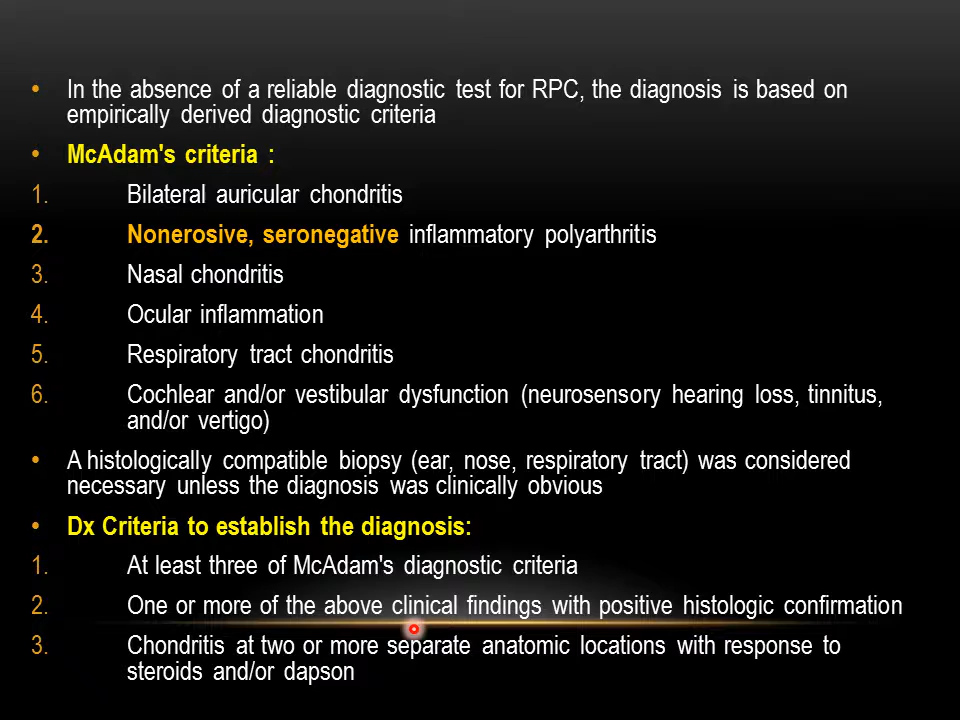 • In the absence of a reliable diagnostic test for RPC, the diagnosis is based on
empirically derived diagnostic criteria
• McAdam's criteria :
1. Bilateral auricular chondritis
2. Nonerosive, seronegative inflammatory polyarthritis
3. Nasal chondritis
4. Ocular inflammation
5. Respiratory tract chondritis
6. Cochlear and/or vestibular dysfunction (neurosensory hearing loss, tinnitus,
and/or vertigo)
• A histologically compatible biopsy (ear, nose, respiratory tract) was considered
necessary unless the diagnosis was clinically obvious
• Dx Criteria to establish the diagnosis:
1. At least three of McAdam's diagnostic criteria
2. One or more of the above clinical findings with positive histologic confirmation
3. Chondritis at two or more separate anatomic locations with response to
steroids and/or dapson